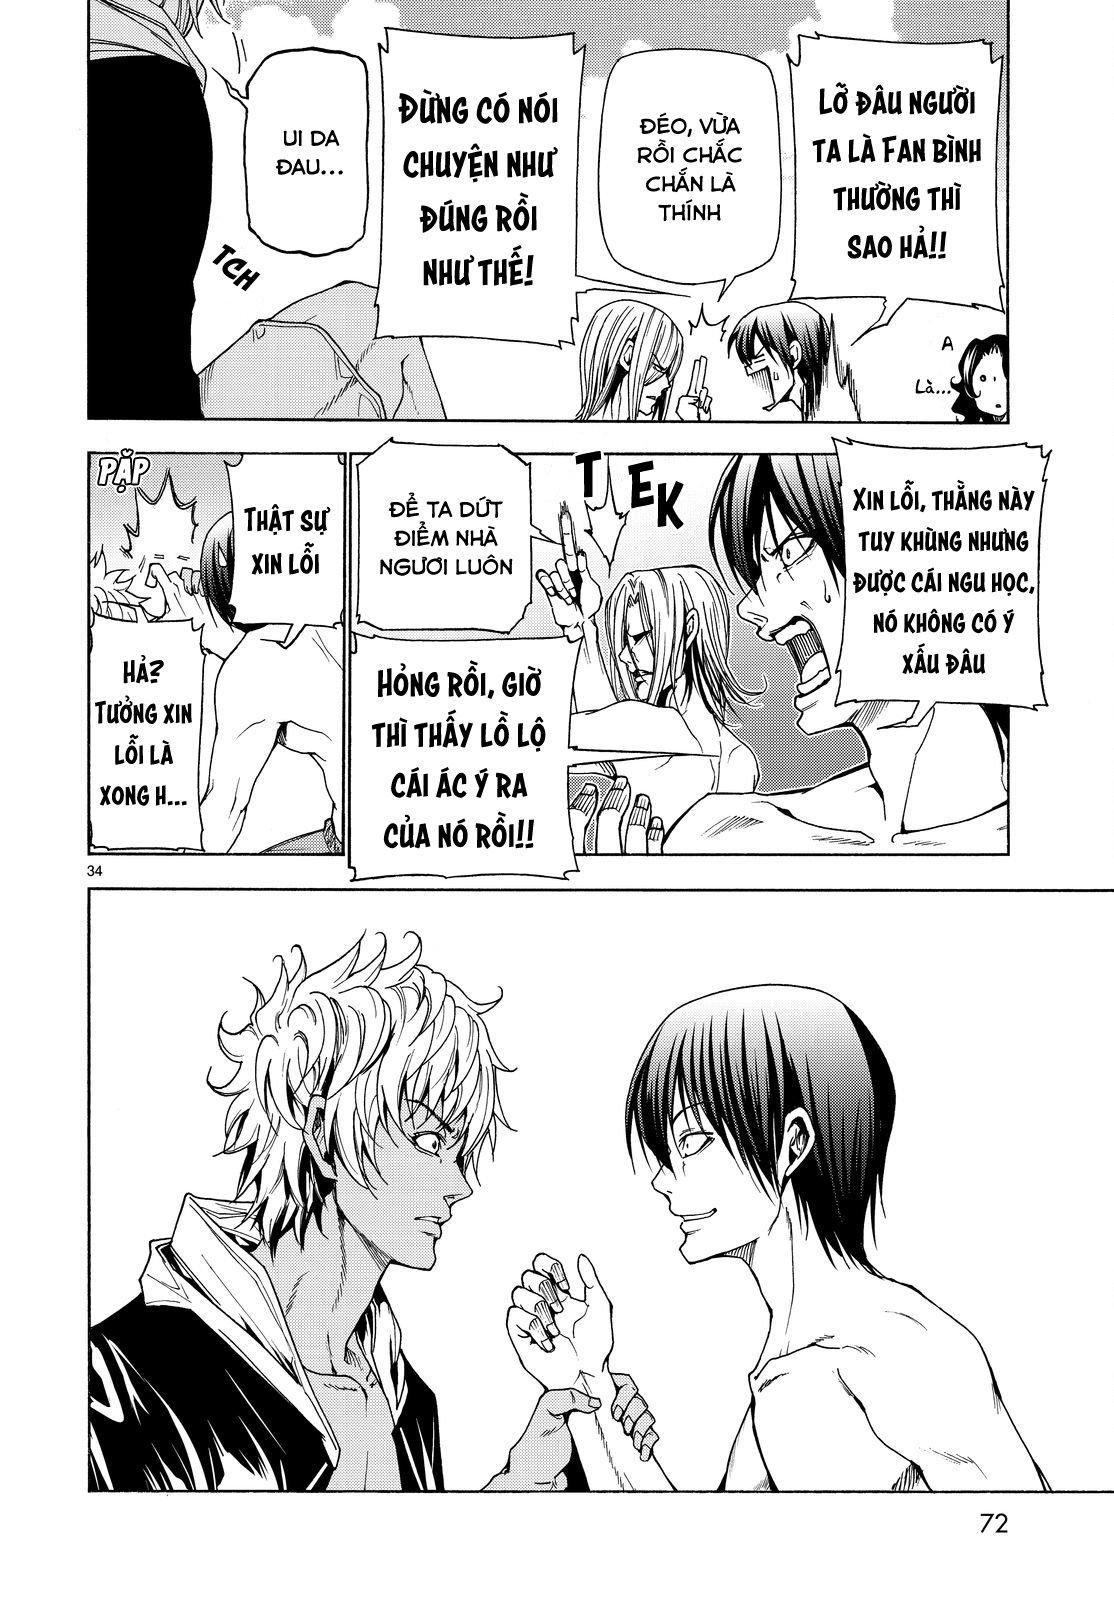 LỠ ĐÂU NGƯỜI
TA LÀ FAN BÌNH
THƯỜNG THÌ
SAO HẢ!!
ĐÉO, VỪA
RỒI CHẮC
CHẮN LÀ
THÍNH
ĐỪNG CÓ NÓI
CHUYỆN NHƯ
ĐÚNG RỒI
NHƯ THẾ!
UI DA
ĐAU...
TCH
A
Là...
XIN LỖI, THẰNG NÀY
TUY KHÙNG NHƯNG
ĐƯỢC CÁI NGU HỌC,
NÓ KHÔNG CÓ Ý
XẤU ĐÂU
TEK
ĐỂ TA DỨT
ĐIỂM NHÀ
NGƯƠI LUÔN
HỎNG RỒI, GIỜ
THÌ THẤY LỒ LỘ
CÁI ÁC Ý RA
CỦA NÓ RỒI!!
THẬT SỰ
XIN LỖI
PẶP
HẢ?
TƯỞNG XIN
LỖI LÀ
XONG H...
34
72